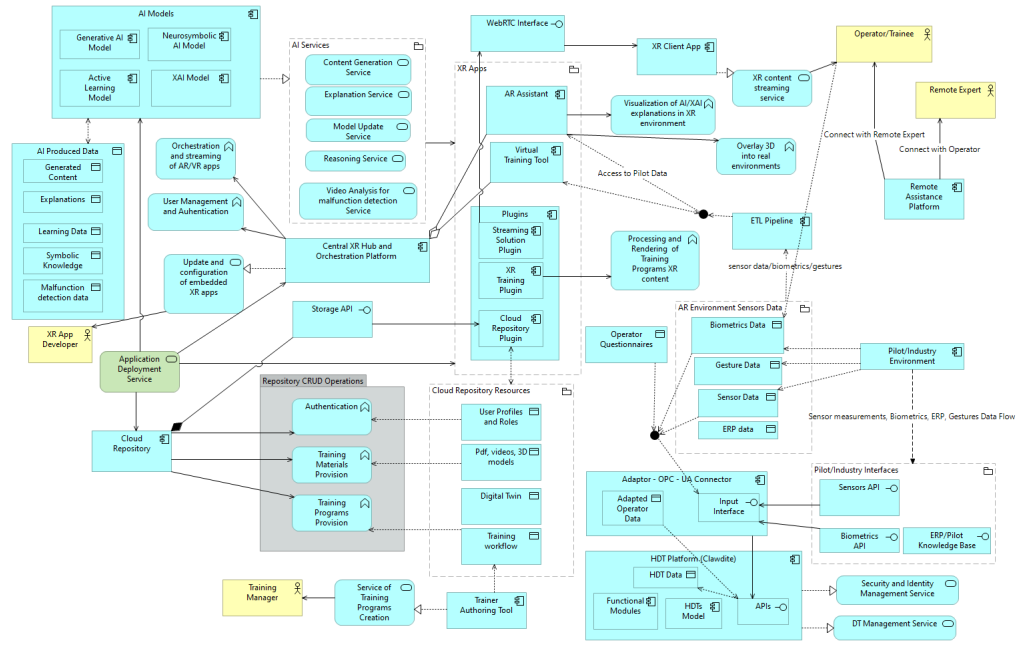 AI Models
Generative AI
Model
Neurosymbolic
AI Model
Active
Learning
Model
XAI Model
AI Services
Content Generation
Service
Explanation Service
Model Update
Service
Reasoning Service
Video Analysis for
malfunction detection
Service
WebRTC Interface
XR Client App
XR content
streaming
service
Operator/Trainee
Remote Expert
XR Apps
AR Assistant
Virtual
Training Tool
Visualization of AI/XAI
explanations in XR
environment
Overlay 3D
into real
environments
Connect with Remote Expert
Connect with Operator
Access to Pilot Data
Remote
Assistance
Platform
AI Produced Data
Generated
Content
Explanations
Learning Data
Symbolic
Knowledge
Malfunction
detection data
Orchestration
and streaming
of AR/VR apps
User Management
and Auhentication
Update and
configuration
of embedded
XR apps
Central XR Hub and
Orchestration Platform
Plugins
Streaming
Solution
Plugin
XR
Training
Plugin
Cloud
Repository
Plugin
Processing and
Rendering of
Training
Programs XR
content
ETL Pipeline
sensor data/biometrics/gestures
Storage API
XR App
Developer
Application
Deployment
Service
Operator
Questionnaires
AR Environment Sensors Data
Biometrics Data
Gesture Data
Sensor Data
ERP data
Pilot/Industry
Environment
Sensor measurements, Biometrics, ERP, Gestures Data Flow
Cloud
Repository
Repository CRUD Operations
Authentication
Training
Materials
Provision
Training
Programs
Provision
Cloud Repository Resources
User Profiles
and Roles
Pdf, videos, 3D
models
Digital Twin
Training
workflow
Adaptor - OPC - UA Connector
Adapted
Operator
Data
Input
Interface
Pilot/Industry Interfaces
Sensors API
Biometrics
API
ERP/Pilot
Knowledge Base
HDT Platform (Clawdite)
HDT Data
Functional
Modules
HDTs
Model
APIs
Security and Identity
Management Service
DT Management Service
Training
Manager
Service of
Training
Programs
Creation
Trainer
Authoring Tool